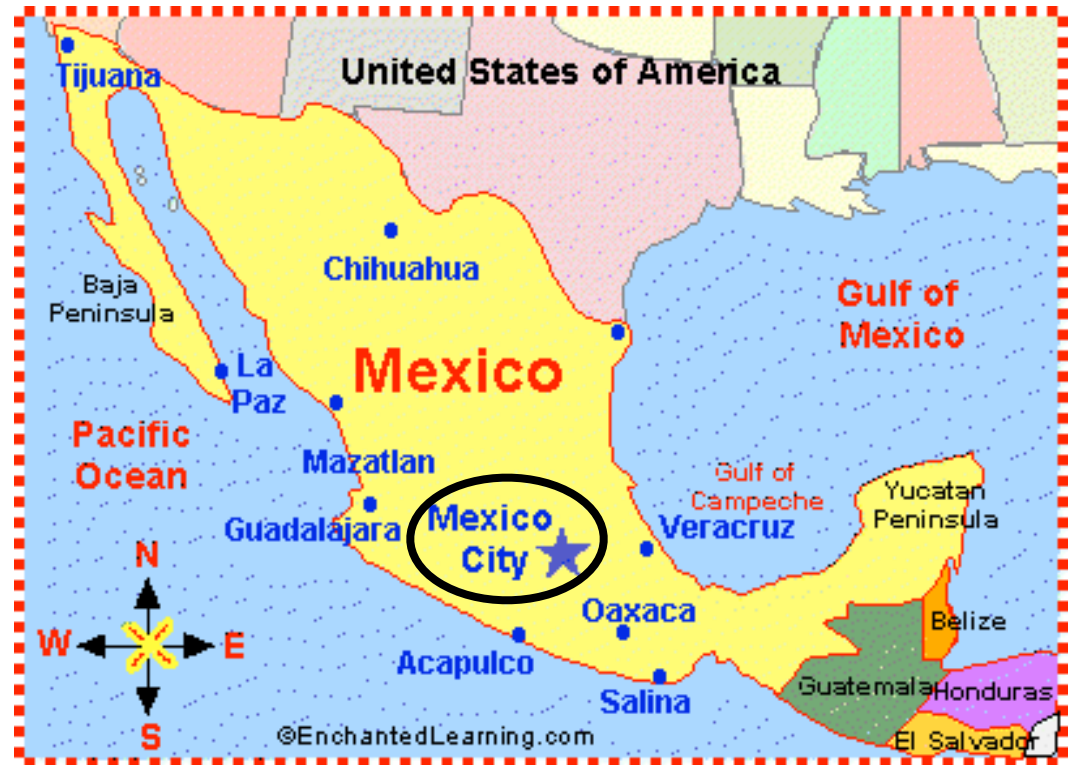 United States of America
Tijuana
Chihuahua
Baja
Peninsula
Gulf of
Mexico
Mexico
La
Paz
Pacific
Ocean
Mazatlan
Gulf of
Campeche
Yucatan
Peninsula
Guadalajara
Mexico
City
Veracruz
N
W
E
S
Oaxaca
Belize
Acapulco
Salina
Guatemala
Honduras
El Salvador
©EnchantedLearning.com